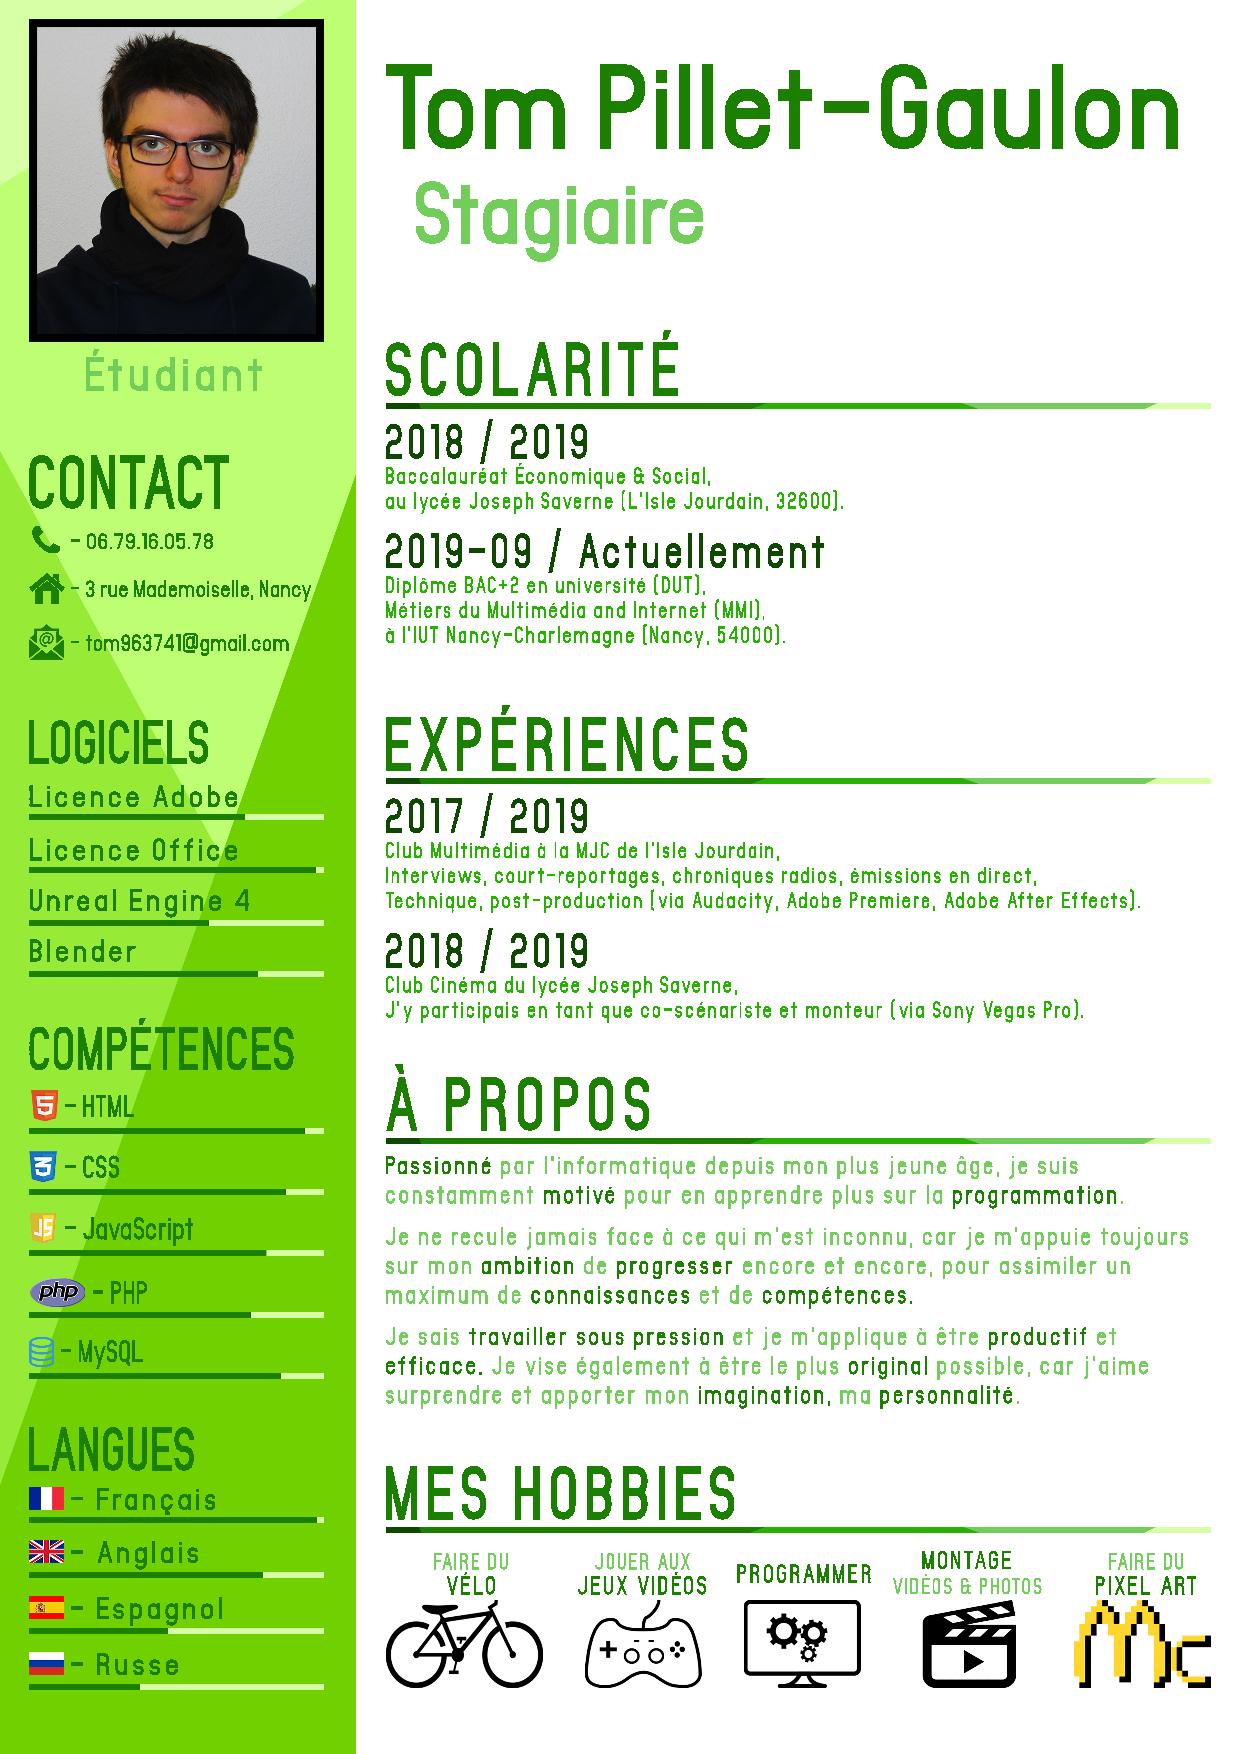 Tom Pillet-Gaulon
Stagiaire
Étudiant
CONTACT
- 06.79.16.05.78
- 3 rue Mademoiselle, Nancy
@ - tom963741@gmail.com
LOGICIELS
Licence Adobe
Licence Office
Unreal Engine 4
Blender
COMPÉTENCES
5 - HTML
3 - CSS
JS - JavaScript
php - PHP
- MySQL
LANGUES
- Français
- Anglais
- Espagnol
- Russe
SCOLARITÉ
2018 / 2019
Baccalauréat Économique & Social,
au lycée Joseph Saverne (L'Isle Jourdain, 32600).
2019-09 / Actuellement
Diplôme BAC+2 en université (DUT),
Métiers du Multimédia and Internet (MMI),
à l'IUT Nancy-Charlemagne (Nancy, 54000).
EXPÉRIENCES
2017 / 2019
Club Multimédia à la MJC de l'Isle Jourdain,
Interviews, court-reportages, chroniques radios, émissions en direct,
Technique, post-production (via Audacity, Adobe Premiere, Adobe After Effects).
2018 / 2019
Club Cinéma du lycée Joseph Saverne,
J'y participais en tant que co-scénariste et monteur (via Sony Vegas Pro).
À PROPOS
Passionné par l'informatique depuis mon plus jeune âge, je suis
constamment motivé pour en apprendre plus sur la programmation.
Je ne recule jamais face à ce qui m'est inconnu, car je m'appuie toujours
sur mon ambition de progresser encore et encore, pour assimiler un
maximum de connaissances et de compétences.
Je sais travailler sous pression et je m'applique à être productif et
efficace. Je vise également à être le plus original possible, car j'aime
surprendre et apporter mon imagination, ma personnalité.
MES HOBBIES
FAIRE DU
VÉLO
JOUER AUX
JEUX VIDÉOS
PROGRAMMER
MONTAGE
VIDÉOS & PHOTOS
FAIRE DU
PIXEL ART
Mc